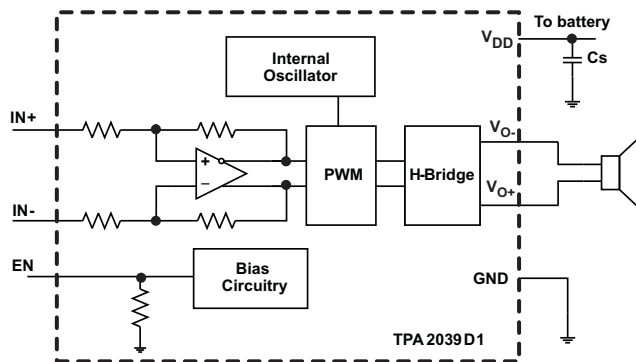 To battery
VDD
Cs
Internal
Oscillator
IN+
VO-
+
PWM
H-Bridge
−
VO+
IN-
EN
Bias
Circuitry
GND
TPA2039D1